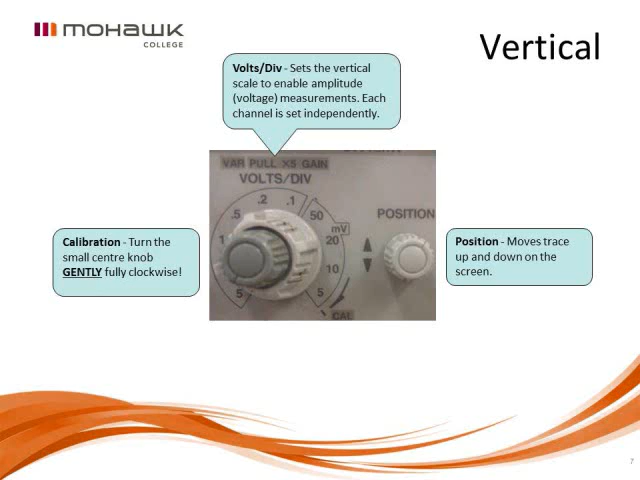 mohawk
COLLEGE
Vertical
Volts/Div - Sets the vertical
scale to enable amplitude
(voltage) measurements. Each
channel is set independently.
VAR PULL X5 GAIN
VOLTS/DIV
.2
.1
.5
50
mV
1
20
10
5
5
CAL
POSITION
Calibration - Turn the
small centre knob
GENTLY fully clockwise!
Position - Moves trace
up and down on the
screen.
7